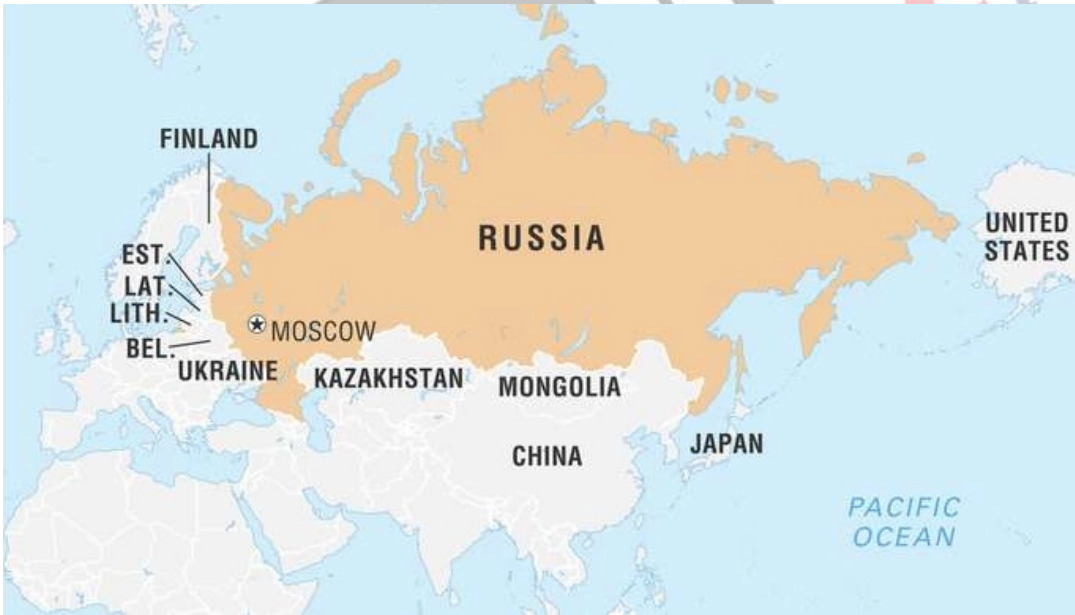 FINLAND
RUSSIA
UNITED
STATES
EST.
LAT.
LITH.
MOSCOW
BEL.
UKRAINE
KAZAKHSTAN
MONGOLIA
JAPAN
CHINA
PACIFIC
OCEAN